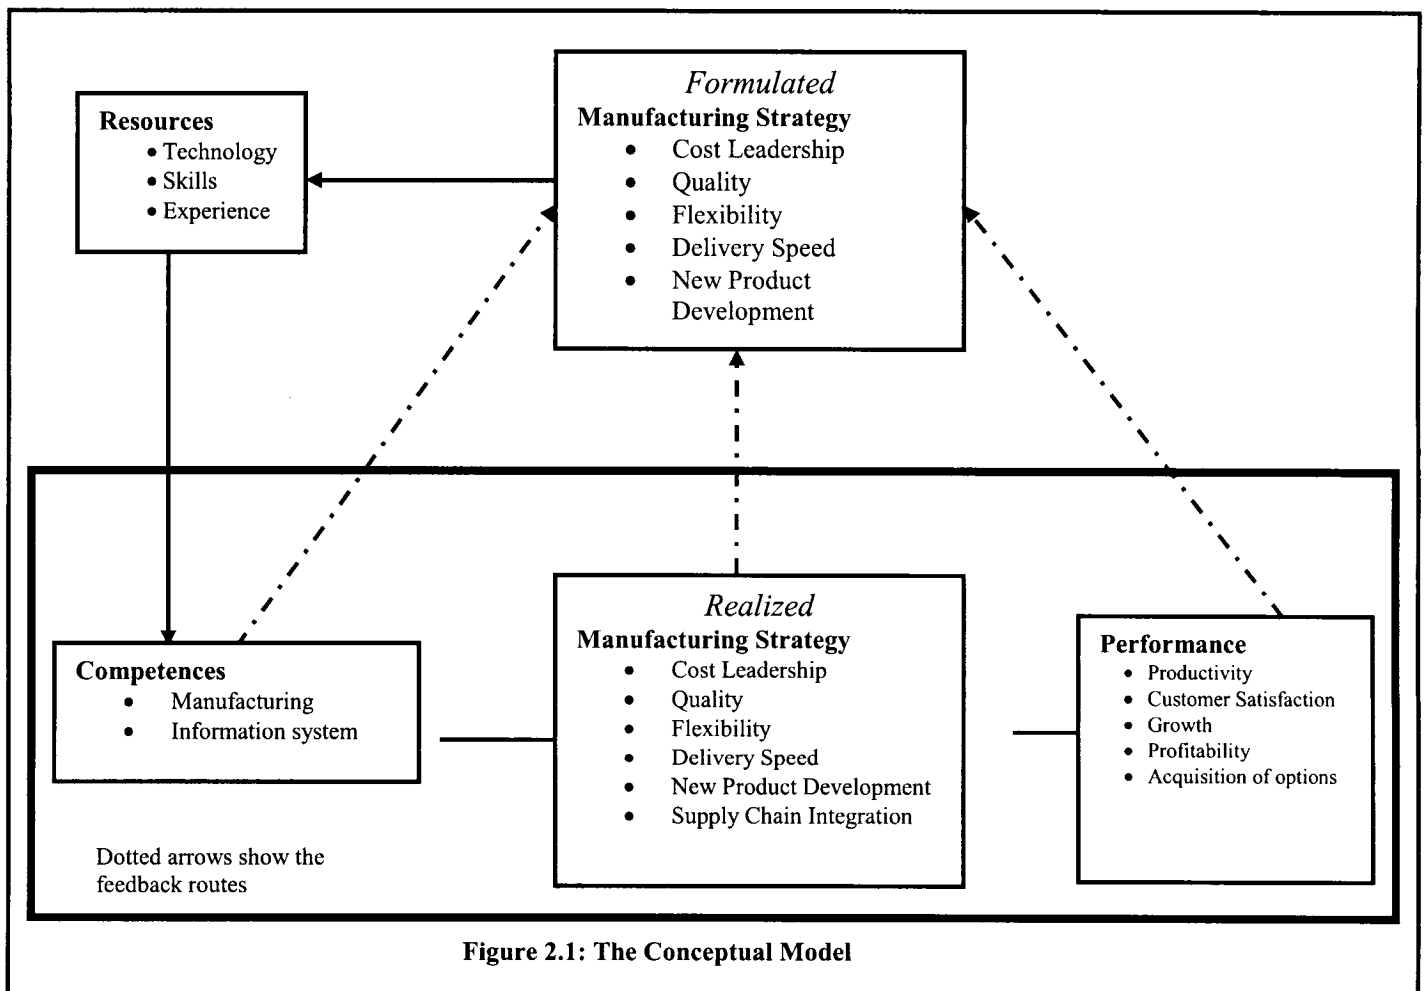 Resources
• Technology
• Skills
• Experience
Formulated
Manufacturing Strategy
• Cost Leadership
• Quality
• Flexibility
• Delivery Speed
• New Product
Development
Competences
• Manufacturing
• Information system
Realized
Manufacturing Strategy
• Cost Leadership
• Quality
• Flexibility
• Delivery Speed
• New Product Development
• Supply Chain Integration
Performance
• Productivity
• Customer Satisfaction
• Growth
• Profitability
• Acquisition of options
Dotted arrows show the
feedback routes
Figure 2.1: The Conceptual Model